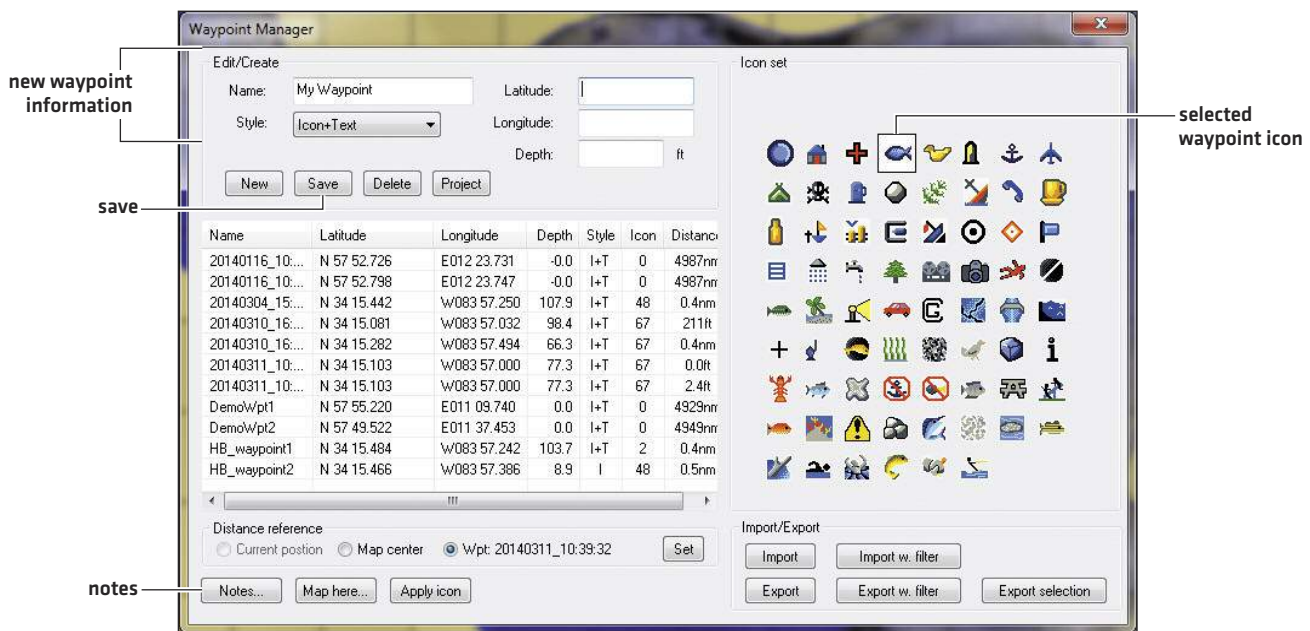 Waypoint Manager
Edit/Create
Name: My Waypoint Latitude:
Style: Icon+Text Longitude:
Depth: ft
New Save Delete Project
new waypoint
information
save
Name Latitude Longitude Depth Style Icon Distanc
20140116_10:... N 57 52.726 E012 23.731 -0.0 I+T 0 4987nm
20140116_10:... N 57 52.798 E012 23.747 -0.0 I+T 0 4987nm
20140304_15:... N 34 15.442 W083 57.250 107.9 I+T 48 0.4nm
20140310_16:... N 34 15.081 W083 57.032 98.4 I+T 67 211ft
20140310_16:... N 34 15.282 W083 57.494 66.3 I+T 67 0.4nm
20140311_10:... N 34 15.103 W083 57.000 77.3 I+T 67 0.0ft
20140311_10:... N 34 15.103 W083 57.000 77.3 I+T 67 2.4ft
DemoWpt1 N 57 55.220 E011 09.740 0.0 I+T 0 4929nm
DemoWpt2 N 57 49.522 E011 37.453 0.0 I+T 0 4949nm
HB_waypoint1 N 34 15.484 W083 57.242 103.7 I+T 2 0.4nm
HB_waypoint2 N 34 15.466 W083 57.386 8.9 I 48 0.5nm
Distance reference
Current postion Map center Wpt: 20140311_10:39:32 Set
notes
Notes... Map here... Apply icon
Icon set
selected
waypoint icon
Import/Export
Import Import w. filter
Export Export w. filter Export selection